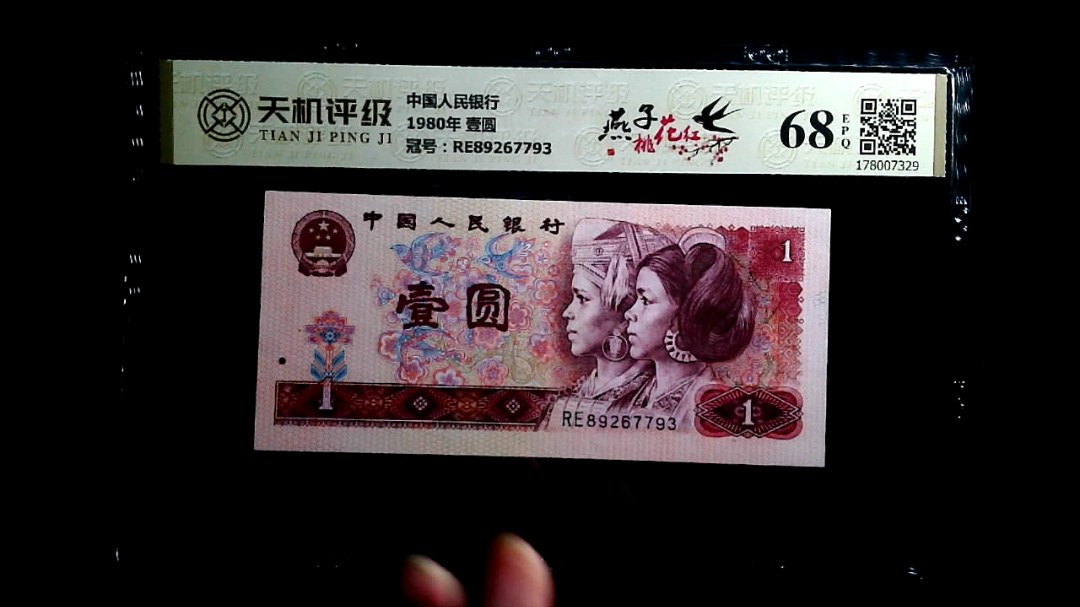 天机评级
TIAN JI PING JI
中国人民银行
1980年 壹圆
冠号：RE89267793
燕子
桃花红
68
EPQ
178007329
中国人民银行
1
壹圆
1
RE89267793
1